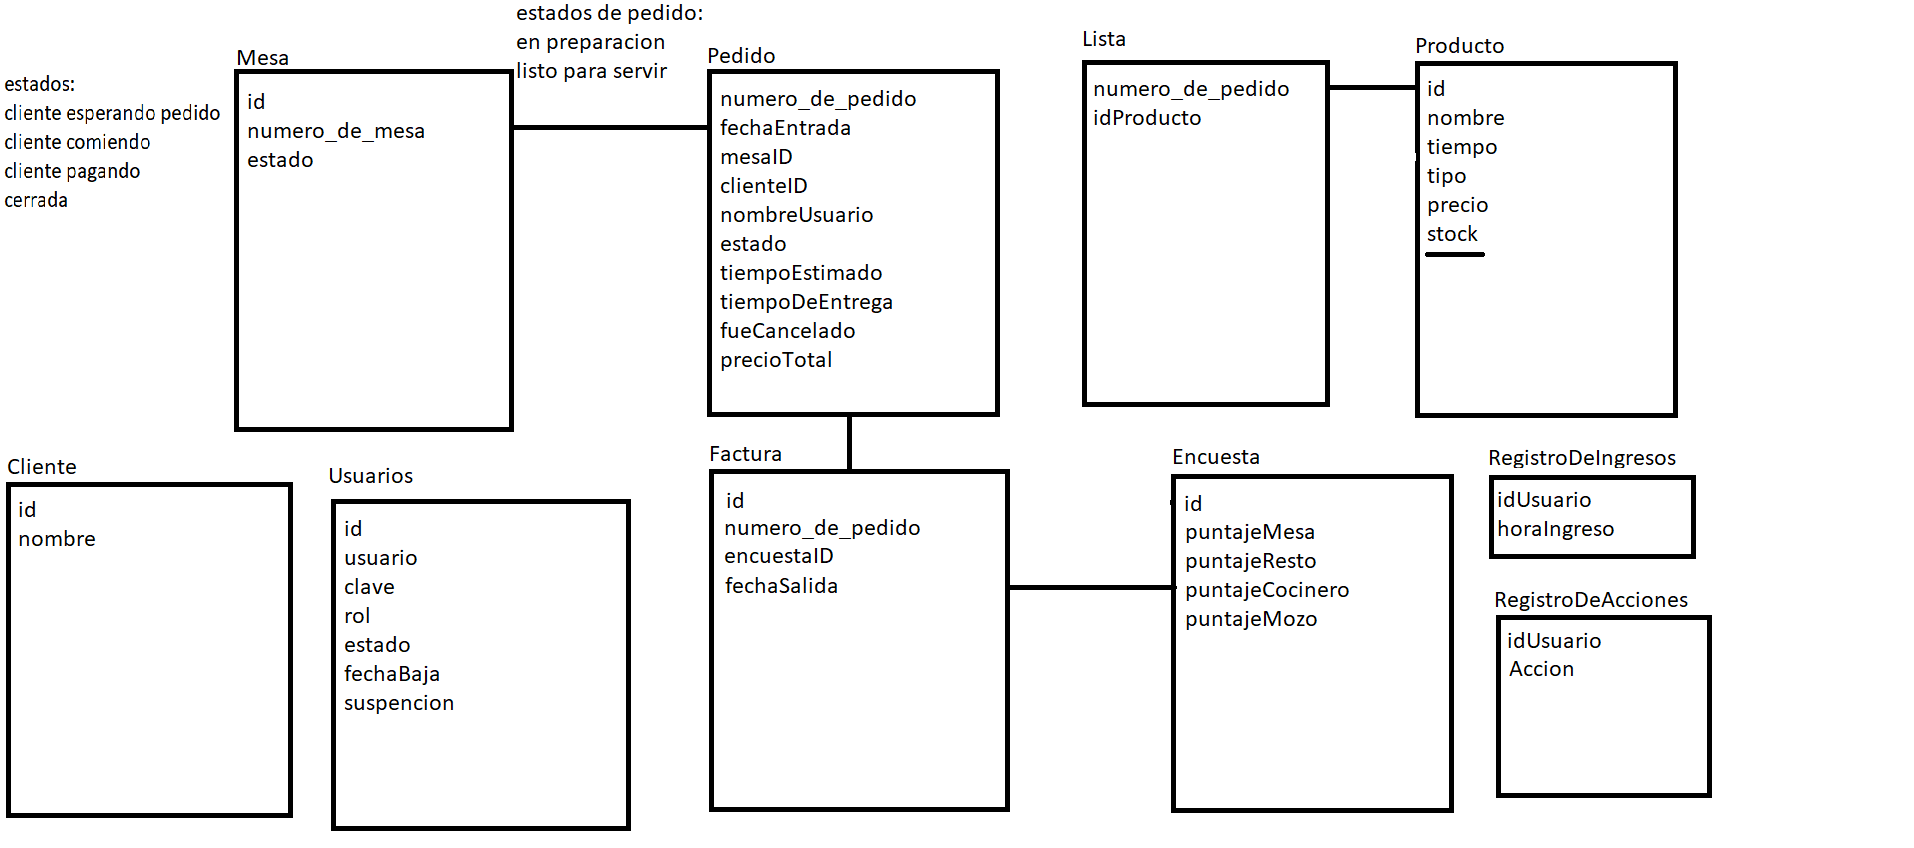 estados:
cliente esperando pedido
cliente comiendo
cliente pagando
cerrada
Mesa
id
numero_de_mesa
estado
estados de pedido:
en preparacion
listo para servir
Pedido
numero_de_pedido
fechaEntrada
mesaID
clienteID
nombreUsuario
estado
tiempoEstimado
tiempoDeEntrega
fueCancelado
precioTotal
Lista
numero_de_pedido
idProducto
Producto
id
nombre
tiempo
tipo
precio
stock
Cliente
id
nombre
Usuarios
id
usuario
clave
rol
estado
fechaBaja
suspencion
Factura
id
numero_de_pedido
encuestaID
fechaSalida
Encuesta
id
puntajeMesa
puntajeResto
puntajeCocinero
puntajeMozo
RegistroDeIngresos
idUsuario
horaIngreso
RegistroDeAcciones
idUsuario
Accion